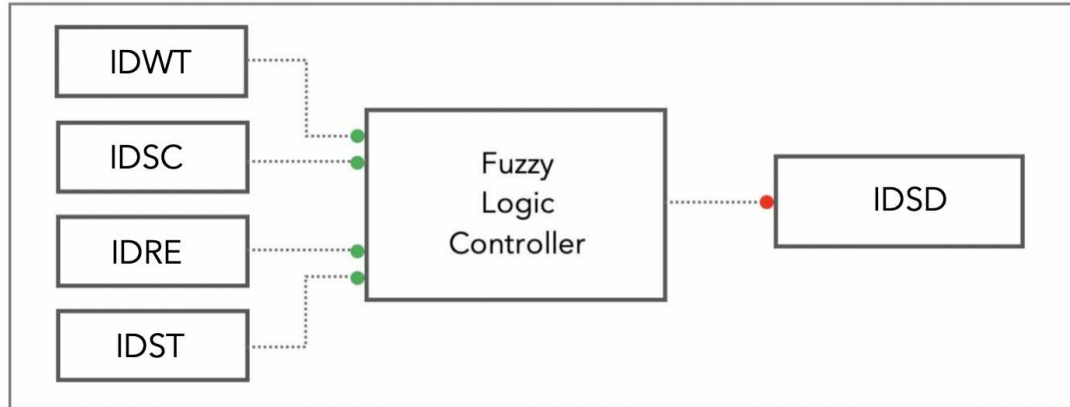 IDWT
IDSC
IDRE
IDST
Fuzzy
Logic
Controller
IDSD